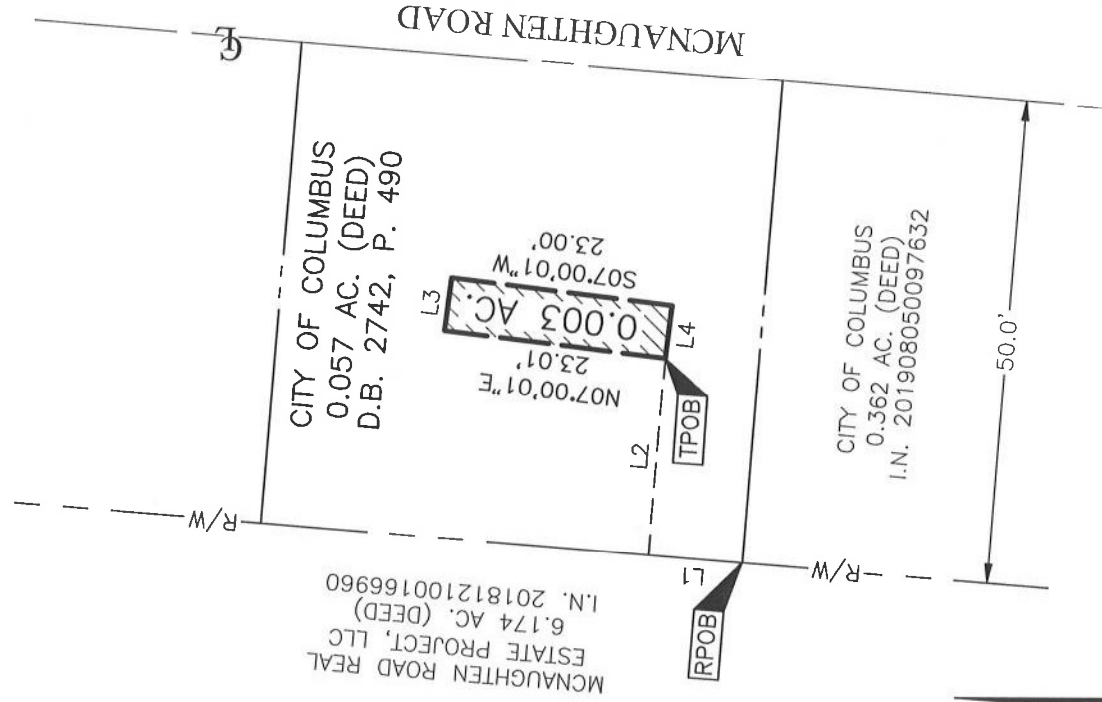 MCNAUGHTEN ROAD
CITY OF COLUMBUS
0.057 AC. (DEED)
D.B. 2742, P. 490
L3
S07°00'01"W
23.00'
0.003 AC.
N07°00'01"E
23.01'
L4
L2
TPOB
CITY OF COLUMBUS
0.362 AC. (DEED)
I.N. 201908050097632
50.0'
R/W
L1
R/W
RPOB
MCNAUGHTEN ROAD REAL
ESTATE PROJECT, LLC
6.174 AC. (DEED)
I.N. 201812100166960